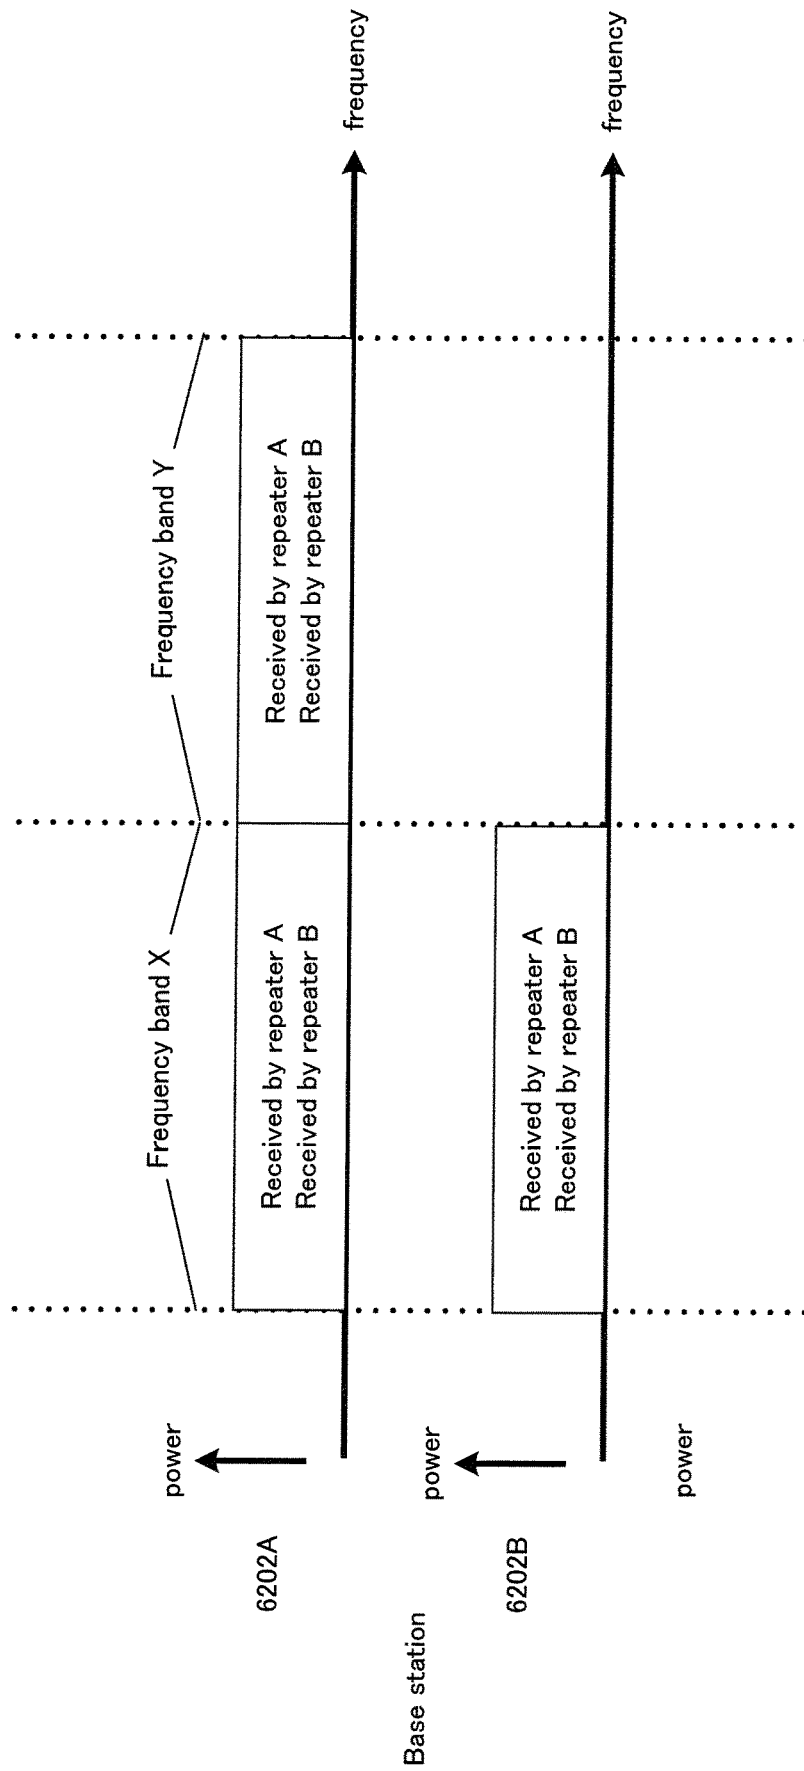 Frequency band X
Frequency band Y
power
6202A
Received by repeater A
Received by repeater B
Received by repeater A
Received by repeater B
frequency
Base station
power
6202B
Received by repeater A
Received by repeater B
frequency
power